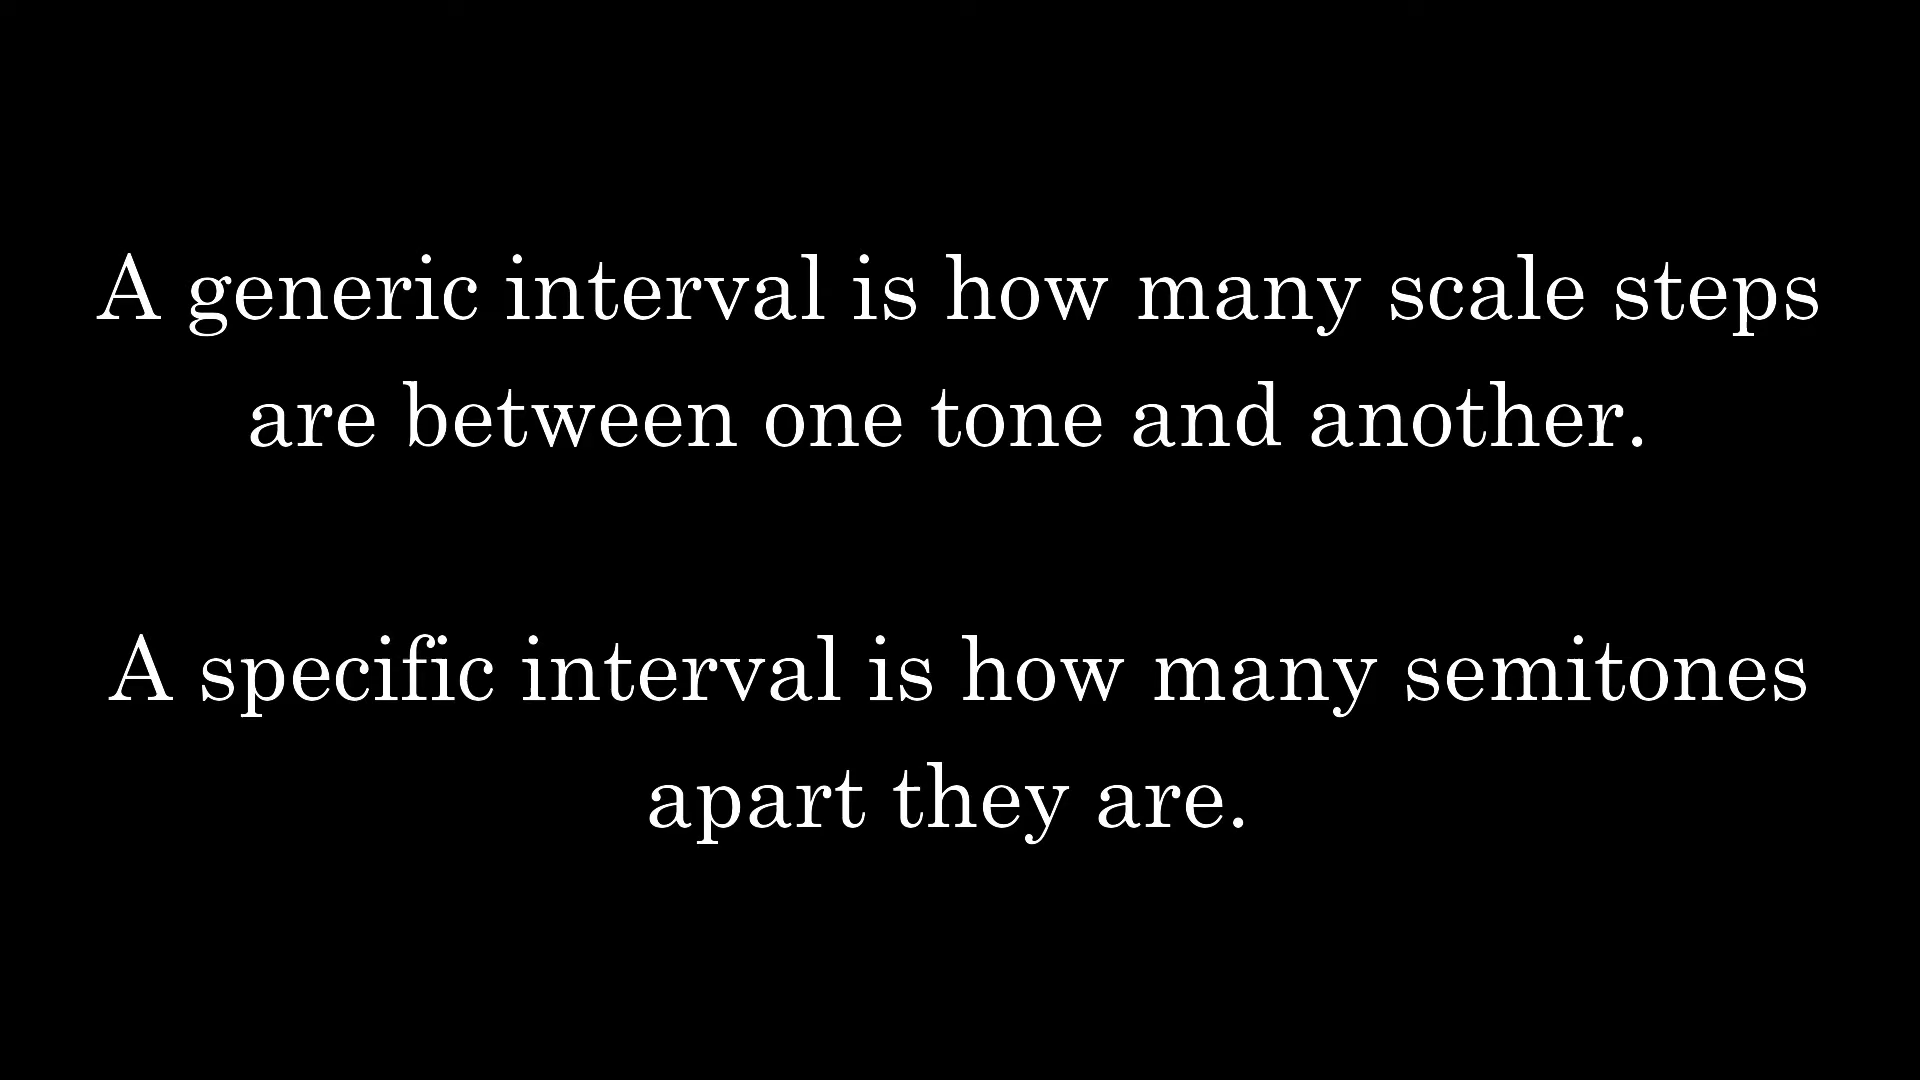 A generic interval is how many scale steps
are between one tone and another.
A specific interval is how many semitones
apart they are.